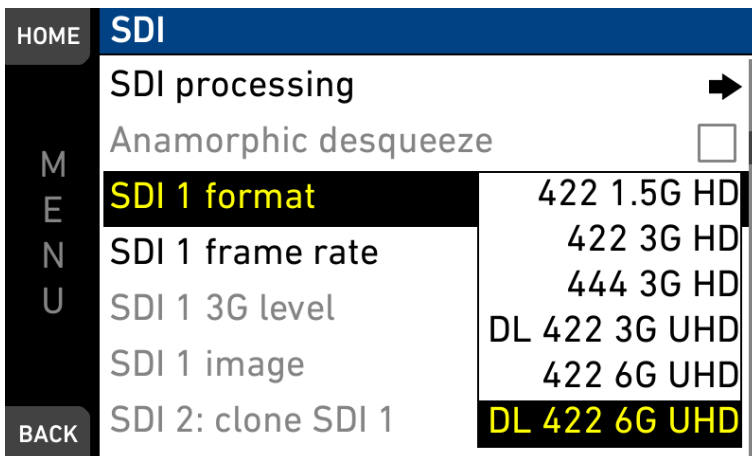 HOME
SDI
SDI processing
Anamorphic desqueeze
MENU
SDI 1 format
422 1.5G HD
SDI 1 frame rate
422 3G HD
444 3G HD
SDI 1 3G level
DL 422 3G UHD
SDI 1 image
422 6G UHD
BACK
SDI 2: clone SDI 1
DL 422 6G UHD